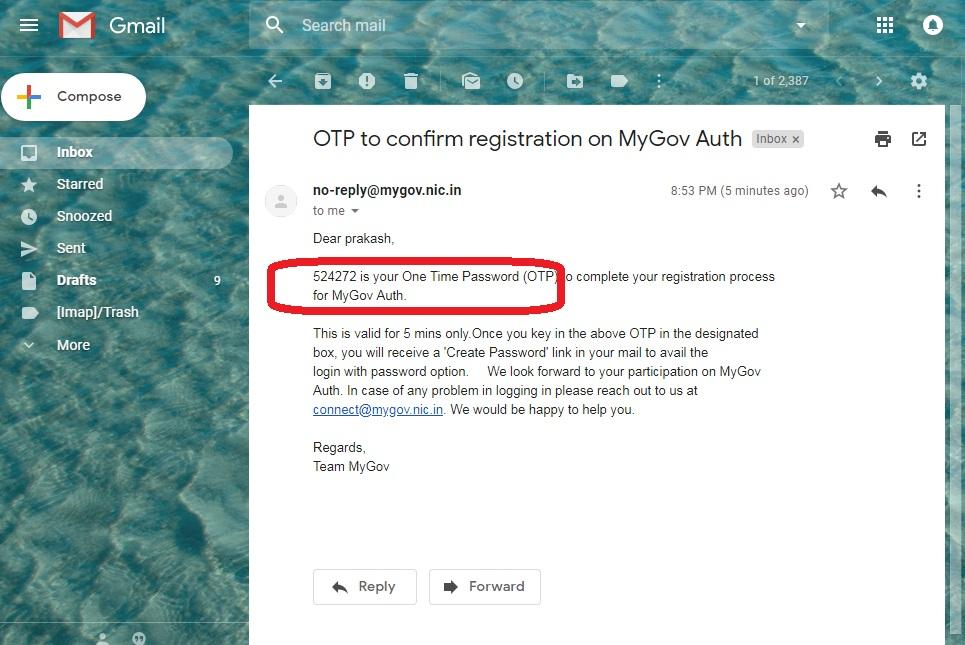 Gmail
Search mail
Compose
1 of 2,387
Inbox
Starred
Snoozed
Sent
Drafts 9
[Imap]/Trash
More
OTP to confirm registration on MyGov Auth Inbox x
no-reply@mygov.nic.in 8:53 PM (5 minutes ago)
to me
Dear prakash,
524272 is your One Time Password (OTP) to complete your registration process
for MyGov Auth.
This is valid for 5 mins only.Once you key in the above OTP in the designated
box, you will receive a 'Create Password' link in your mail to avail the
login with password option. We look forward to your participation on MyGov
Auth. In case of any problem in logging in please reach out to us at
connect@mygov.nic.in. We would be happy to help you.
Regards,
Team MyGov
Reply Forward